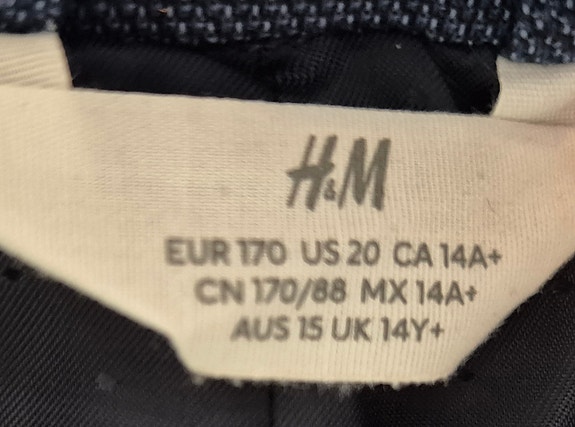 H&M
EUR 170 US 20 CA 14A+
CN 170/88 MX 14A+
AUS 15 UK 14Y+